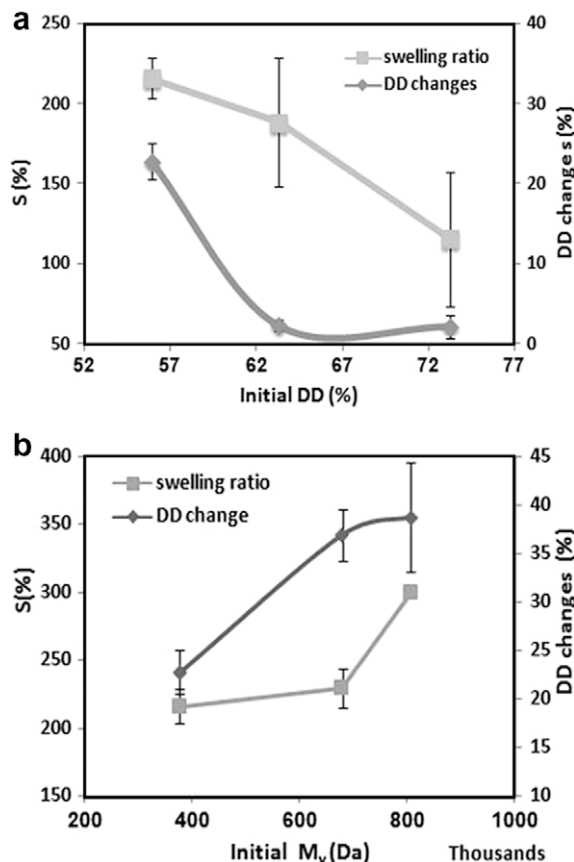 a
250
200
150
100
50
S (%)
swelling ratio
DD changes
40
30
20
10
0
DD change s (%)
52 57 62 67 72 77
Initial DD (%)
b
400
350
300
250
200
150
S(%)
swelling ratio
DD change
45
40
35
30
25
20
15
10
DD changes (%)
200 400 600 800 1000
Initial Mv(Da) Thousands